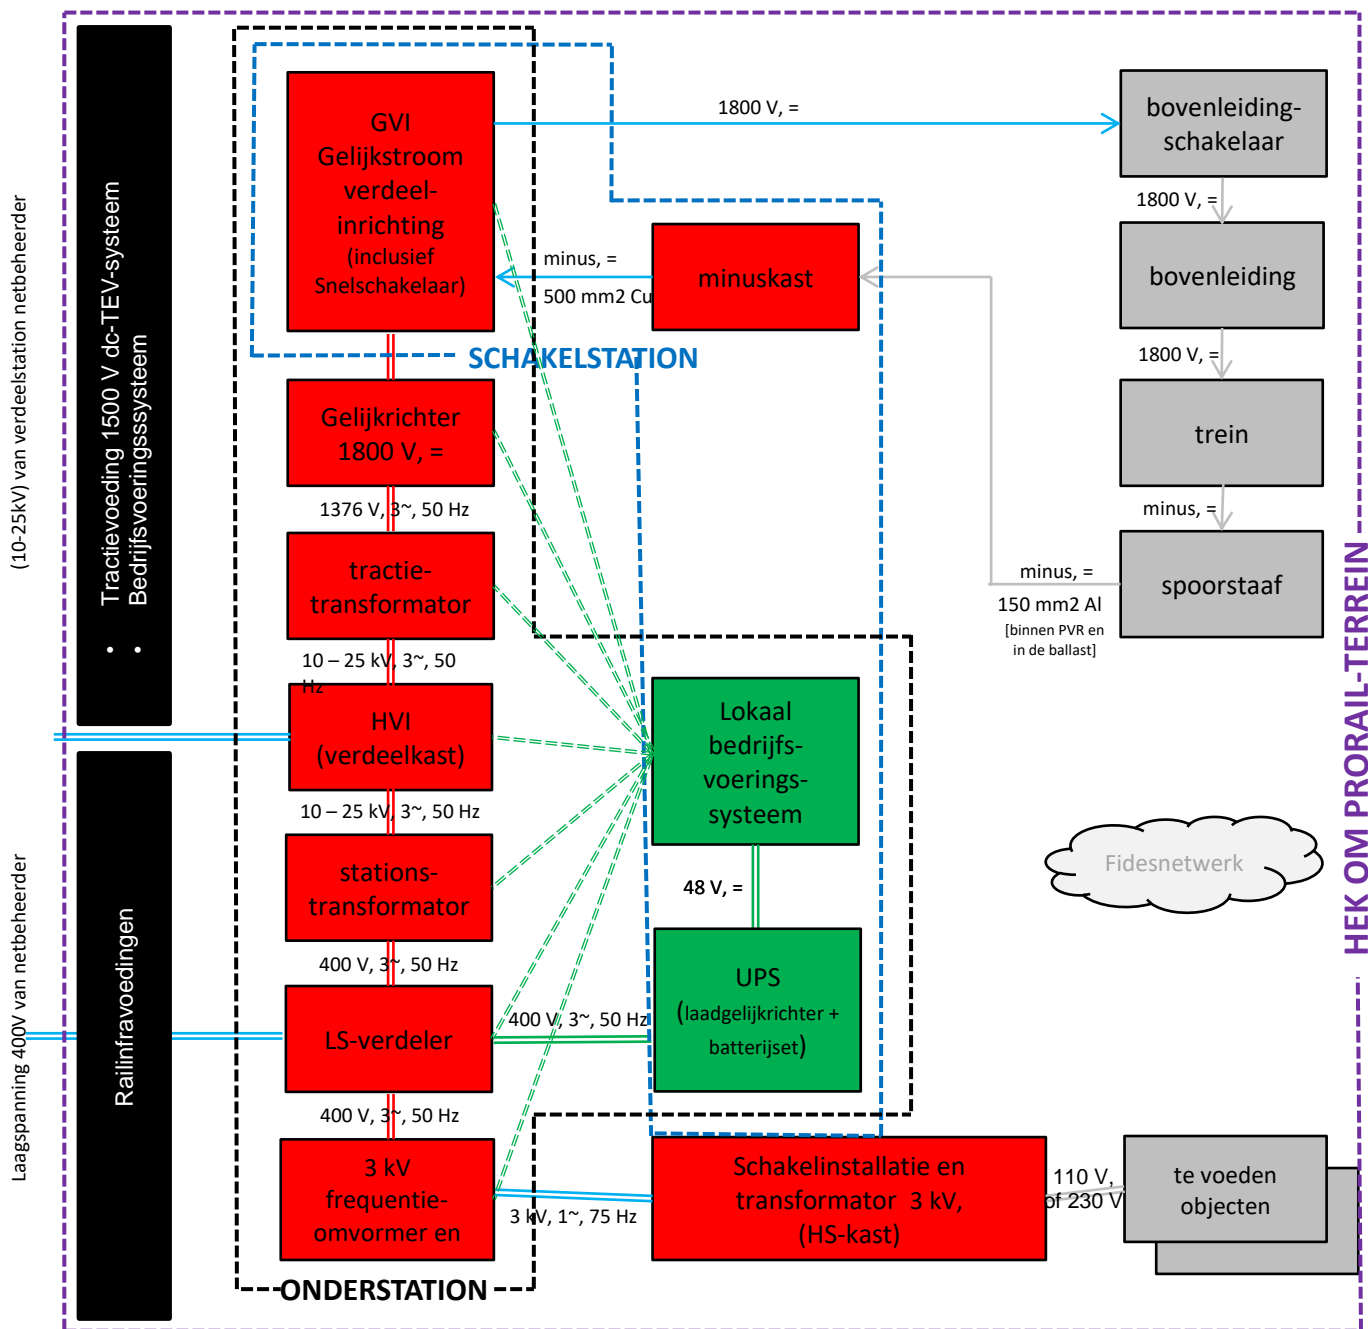 (10-25kV) van verdeelstation netbeheerder
Laagspanning 400V van netbeheerder
• Tractievoeding 1500 V dc-TEV-systeem
• Bedrijfsvoeringsssysteem
Railinfravoedingen
GVI
Gelijkstroom
verdeel-
inrichting
(inclusief
Snelschakelaar)
1800 V, =
bovenleiding-
schakelaar
1800 V, =
bovenleiding
1800 V, =
trein
minus, =
spoorstaaf
minus, =
150 mm2 Al
[binnen PVR en
in de ballast]
minus, =
500 mm2 Cu
minuskast
SCHAKELSTATION
Gelijkrichter
1800 V, =
1376 V, 3~, 50 Hz
tractie-
transformator
10 – 25 kV, 3~, 50
Hz
HVI
(verdeelkast)
10 – 25 kV, 3~, 50 Hz
stations-
transformator
400 V, 3~, 50 Hz
LS-verdeler
400 V, 3~, 50 Hz
400 V, 3~, 50 Hz
3 kV
frequentie-
omvormer en
3 kV, 1~, 75 Hz
ONDERSTATION
Lokaal
bedrijfs-
voerings-
systeem
48 V, =
UPS
(laadgelijkrichter +
batterijset)
Schakelinstallatie en
transformator 3 kV,
(HS-kast)
110 V,
of 230 V
te voeden
objecten
Fidesnetwerk
HEK OM PRORAIL-TERREIN